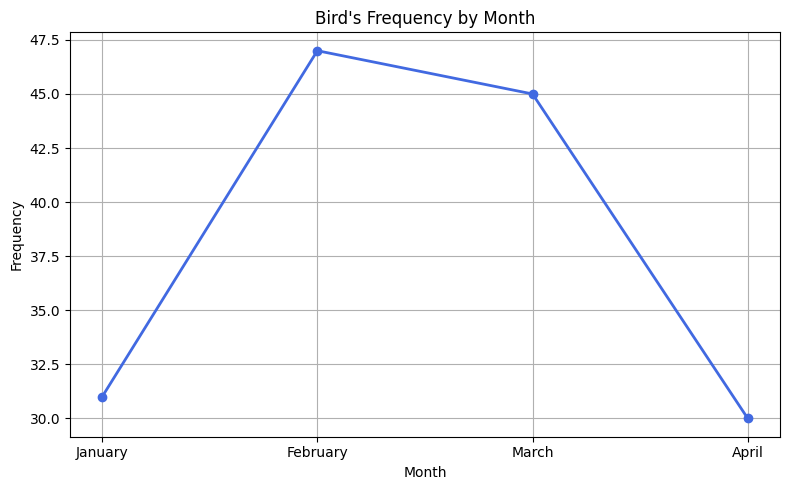 Bird's Frequency by Month
47.5
45.0
42.5
40.0
37.5
35.0
32.5
30.0
Frequency
January February March April
Month